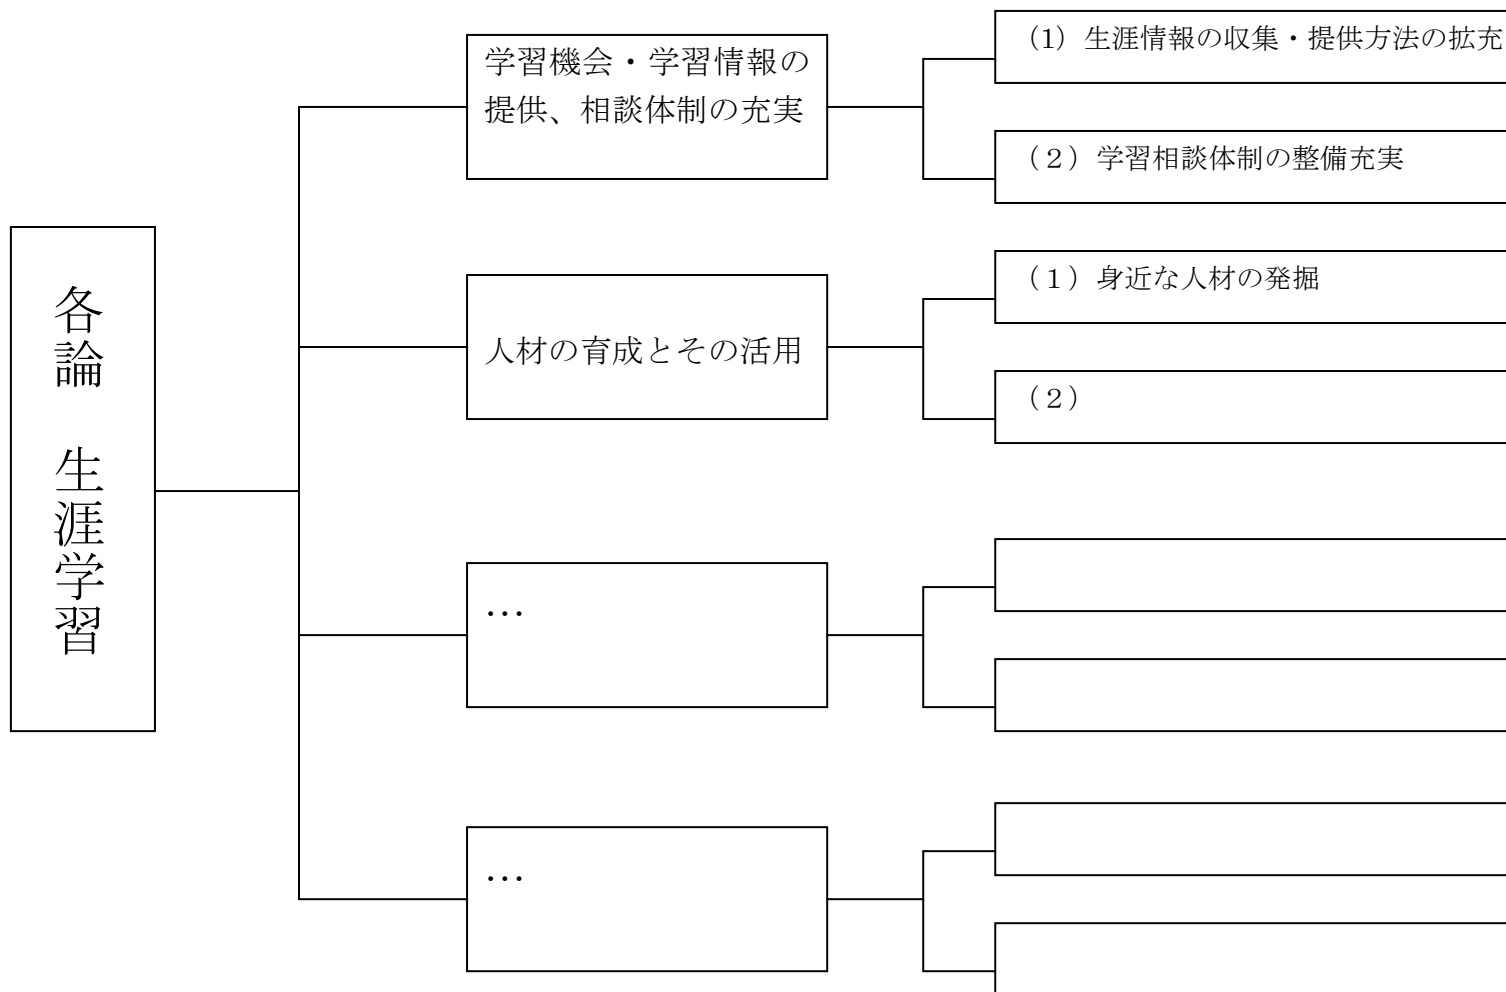 各論　生涯学習
学習機会・学習情報の
提供、相談体制の充実
（1）生涯情報の収集・提供方法の拡充
（２）学習相談体制の整備充実
人材の育成とその活用
（１）身近な人材の発掘
（２）
…
…